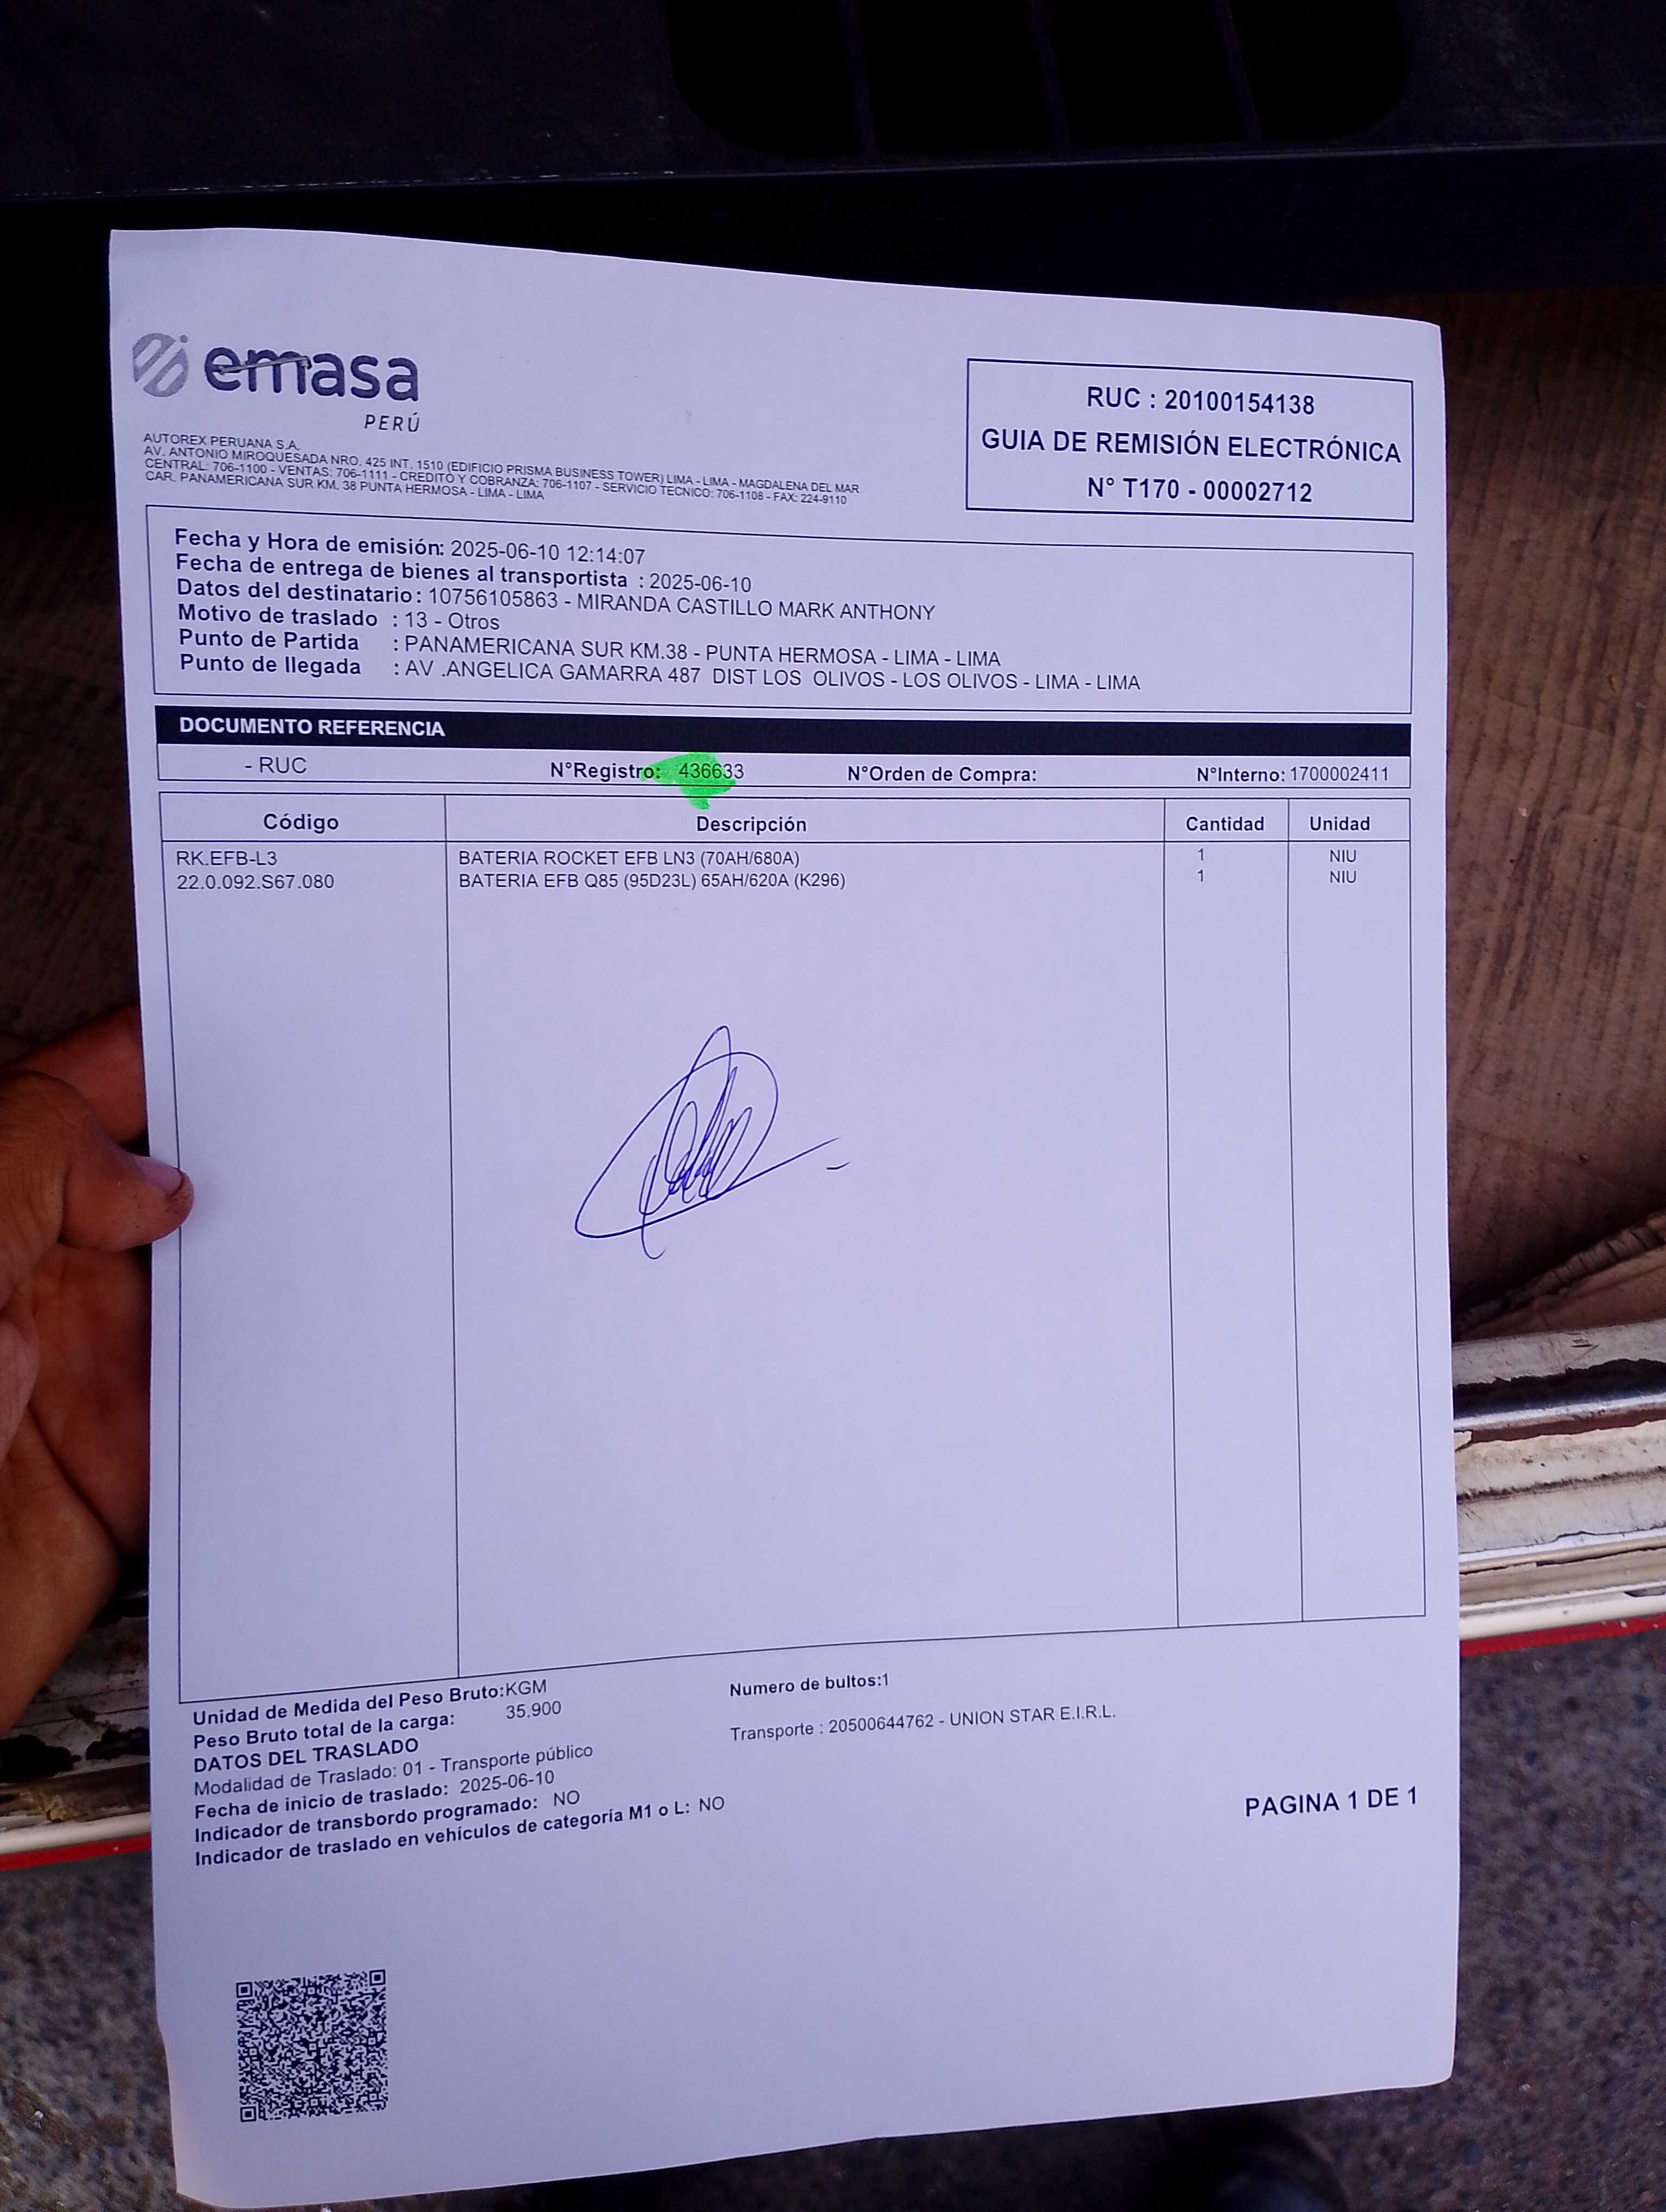 emasa
PERÚ
AUTOREX PERUANA S.A.
AV. ANTONIO MIROQUESADA NRO. 425 INT. 1510 (EDIFICIO PRISMA BUSINESS TOWER) LIMA - LIMA - MAGDALENA DEL MAR
CENTRAL: 706-1100 - VENTAS: 706-1111 - CREDITO Y COBRANZA: 706-1107 - SERVICIO TECNICO: 706-1108 - FAX: 224-9110
CAR. PANAMERICANA SUR KM. 38 PUNTA HERMOSA - LIMA - LIMA
RUC : 20100154138
GUIA DE REMISIÓN ELECTRÓNICA
N° T170 - 00002712
Fecha y Hora de emisión: 2025-06-10 12:14:07
Fecha de entrega de bienes al transportista : 2025-06-10
Datos del destinatario : 10756105863 - MIRANDA CASTILLO MARK ANTHONY
Motivo de traslado : 13 - Otros
Punto de Partida : PANAMERICANA SUR KM.38 - PUNTA HERMOSA - LIMA - LIMA
Punto de llegada : AV .ANGELICA GAMARRA 487 DIST LOS OLIVOS - LOS OLIVOS - LIMA - LIMA
DOCUMENTO REFERENCIA
- RUC N°Registro: 436633 N°Orden de Compra: N°Interno: 1700002411
Código Descripción Cantidad Unidad
RK.EFB-L3 BATERIA ROCKET EFB LN3 (70AH/680A) 1 NIU
22.0.092.S67.080 BATERIA EFB Q85 (95D23L) 65AH/620A (K296) 1 NIU
Unidad de Medida del Peso Bruto:KGM Numero de bultos:1
Peso Bruto total de la carga: 35.900 Transporte : 20500644762 - UNION STAR E.I.R.L.
DATOS DEL TRASLADO
Modalidad de Traslado: 01 - Transporte público
Fecha de inicio de traslado: 2025-06-10
Indicador de transbordo programado: NO
Indicador de traslado en vehículos de categoría M1 o L: NO
PAGINA 1 DE 1